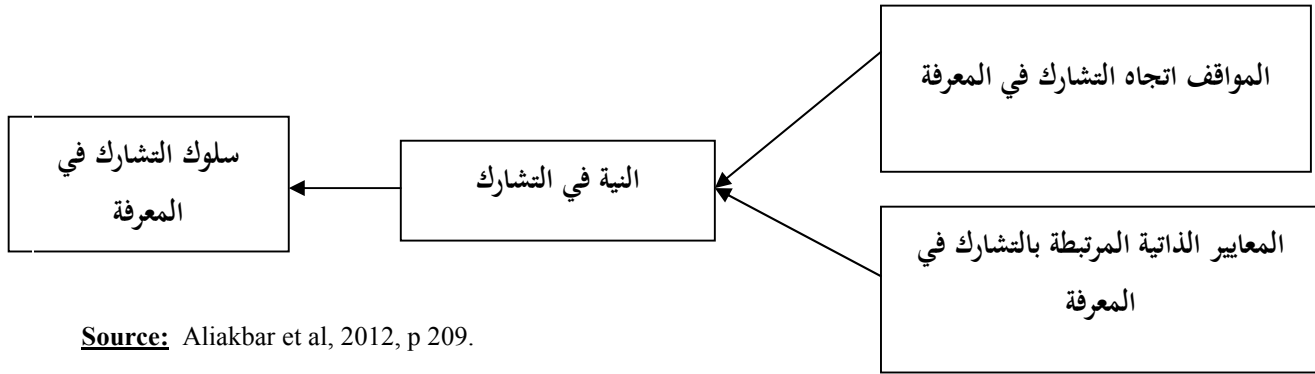 المواقف اتجاه التشارك في المعرفة
المعايير الذاتية المرتبطة بالتشارك في
المعرفة
النية في التشارك
سلوك التشارك في
المعرفة
Source: Aliakbar et al, 2012, p 209.